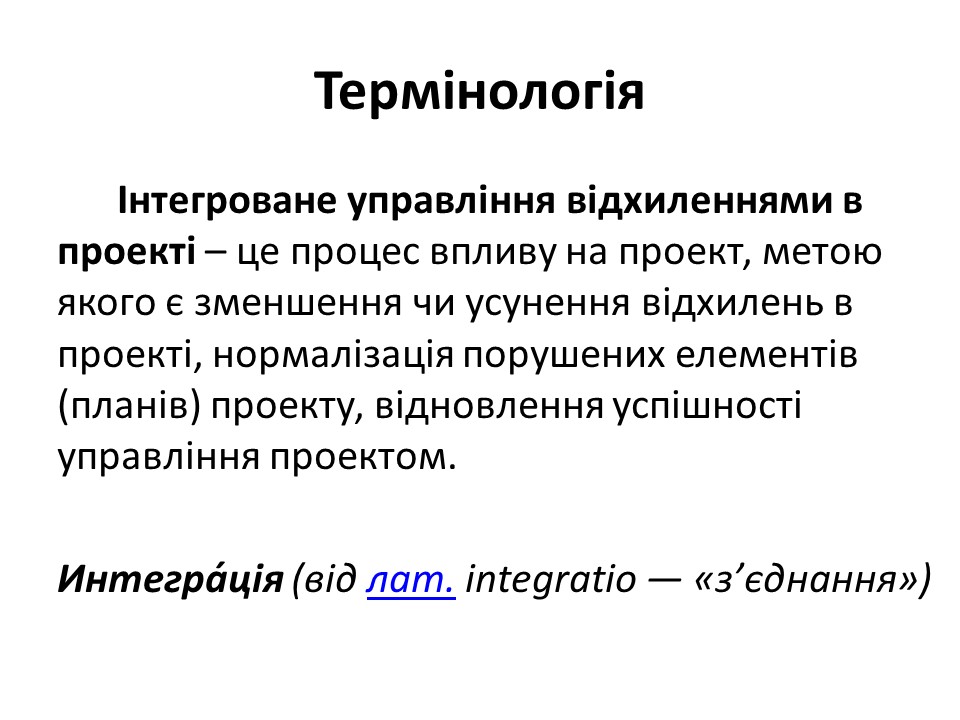 Термінологія
Інтегроване управління відхиленнями в
проекті – це процес впливу на проект, метою
якого є зменшення чи усунення відхилень в
проекті, нормалізація порушених елементів
(планів) проекту, відновлення успішності
управління проектом.
Интегра́ція (від лат. integratio — «з’єднання»)